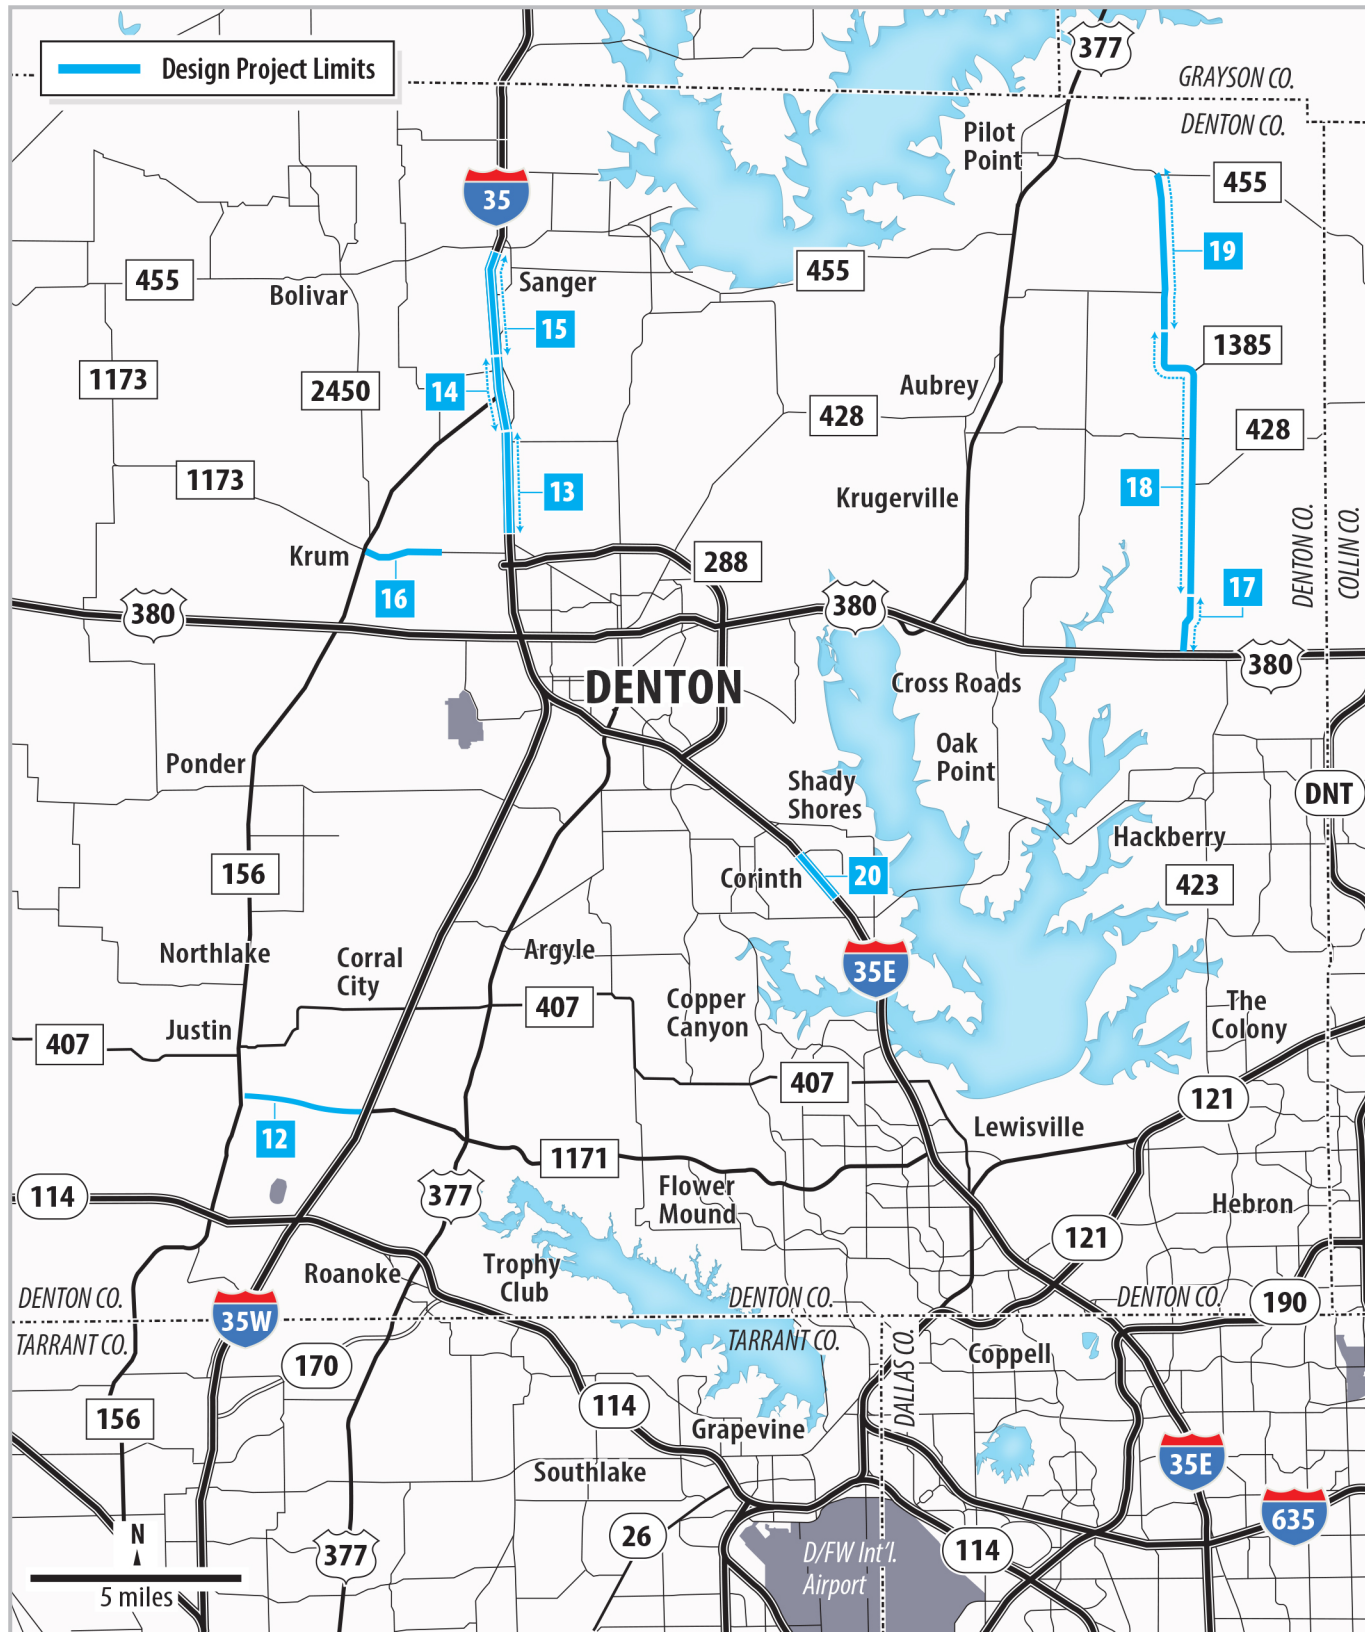 377
Design Project Limits
GRAYSON CO.
DENTON CO.
Pilot
Point
35
455
19
455
455
Bolivar
Sanger
15
1385
1173
2450
14
Aubrey
428
428
1173
13
18
Krugerville
DENTON CO.
COLLIN CO.
Krum
288
16
17
380
380
380
DENTON
Cross Roads
Oak
Point
Ponder
Shady
Shores
DNT
Hackberry
156
Corinth
20
423
Northlake
Corral
City
Argyle
35E
Copper
Canyon
407
The
Colony
Justin
407
407
121
12
Lewisville
1171
114
377
Flower
Mound
Hebron
121
Roanoke
Trophy
Club
DENTON CO.
DENTON CO.
DENTON CO.
190
35W
TARRANT CO.
TARRANT CO.
DALLAS CO.
Coppell
170
114
156
Grapevine
35E
Southlake
635
N
26
377
D/FW Int'l.
Airport
114
5 miles